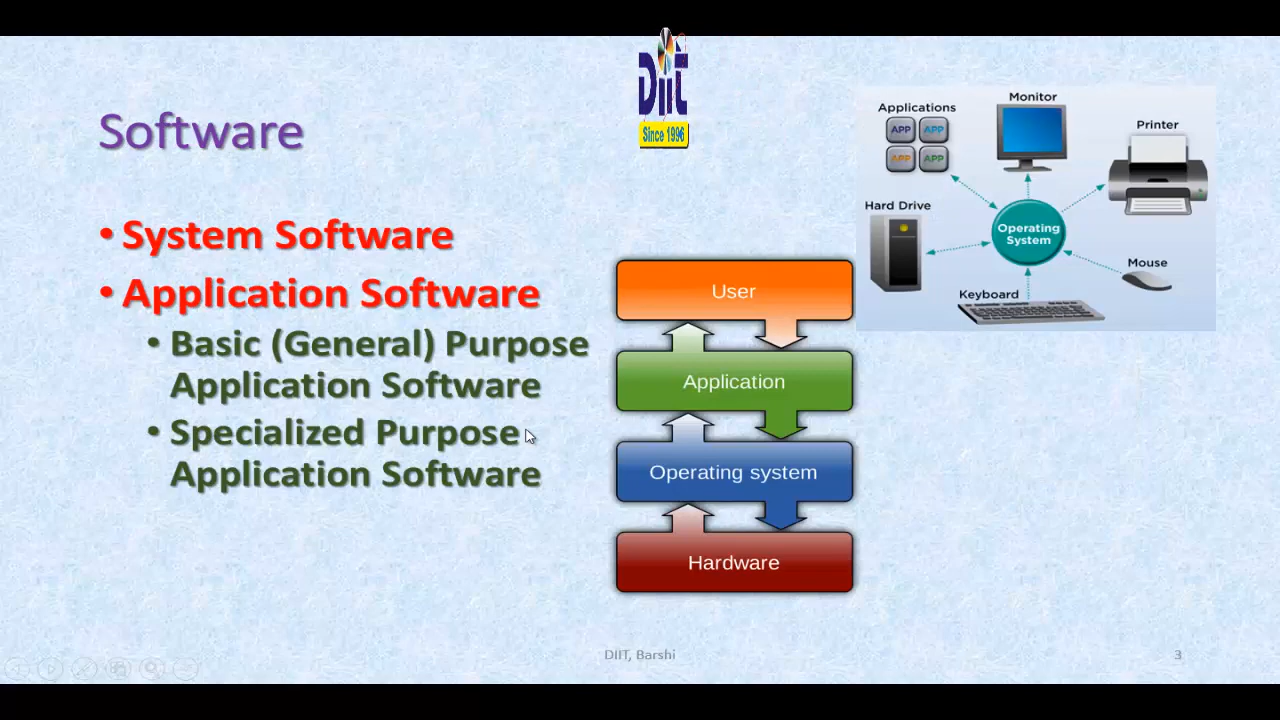 DiiT
Since 1996
Software
• System Software
• Application Software
• Basic (General) Purpose
Application Software
• Specialized Purpose
Application Software
User
Application
Operating system
Hardware
Applications
APP APP
APP APP
Monitor
Printer
Hard Drive
Operating
System
Mouse
Keyboard
DIIT, Barshi
3